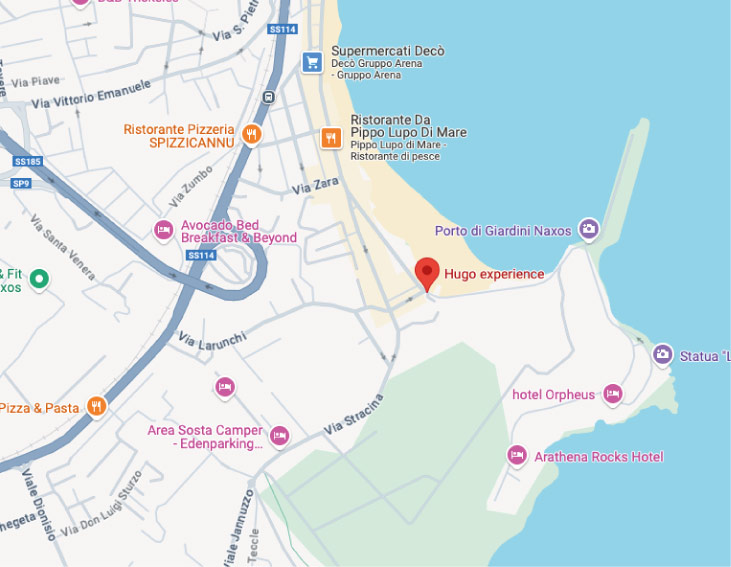 Via S. Pietr
SS114
Supermercati Decò
Decò Gruppo Arena
- Gruppo Arena
Via Piave
Via Vittorio Emanuele
Ristorante Pizzeria
SPIZZICANNU
Ristorante Da
Pippo Lupo Di Mare
Pippo Lupo di Mare -
Ristorante di pesce
SS185
SP9
Via Zumbo
Via Zara
Avocado Bed
Breakfast & Beyond
Via Santa Venera
SS114
Porto di Giardini Naxos
& Fit
xos
Hugo experience
Via Larunchi
Statua "L
hotel Orpheus
Pizza & Pasta
Via Stracina
Area Sosta Camper
- Edenparking...
Arathena Rocks Hotel
Viale Dionisio
Via Don Luigi Sturzo
Viale Jannuzzo
Teocle